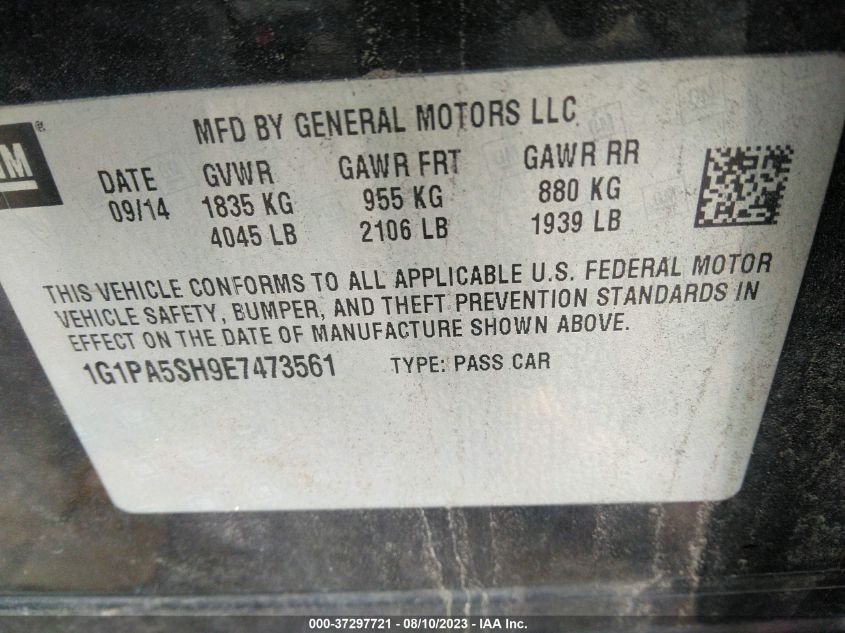 GM ®
MFD BY GENERAL MOTORS LLC
DATE GVWR GAWR FRT GAWR RR
09/14 1835 KG 955 KG 880 KG
4045 LB 2106 LB 1939 LB
THIS VEHICLE CONFORMS TO ALL APPLICABLE U.S. FEDERAL MOTOR
VEHICLE SAFETY, BUMPER, AND THEFT PREVENTION STANDARDS IN
EFFECT ON THE DATE OF MANUFACTURE SHOWN ABOVE.
1G1PA5SH9E7473561 TYPE: PASS CAR
000-37297721 - 08/10/2023 - IAA Inc.